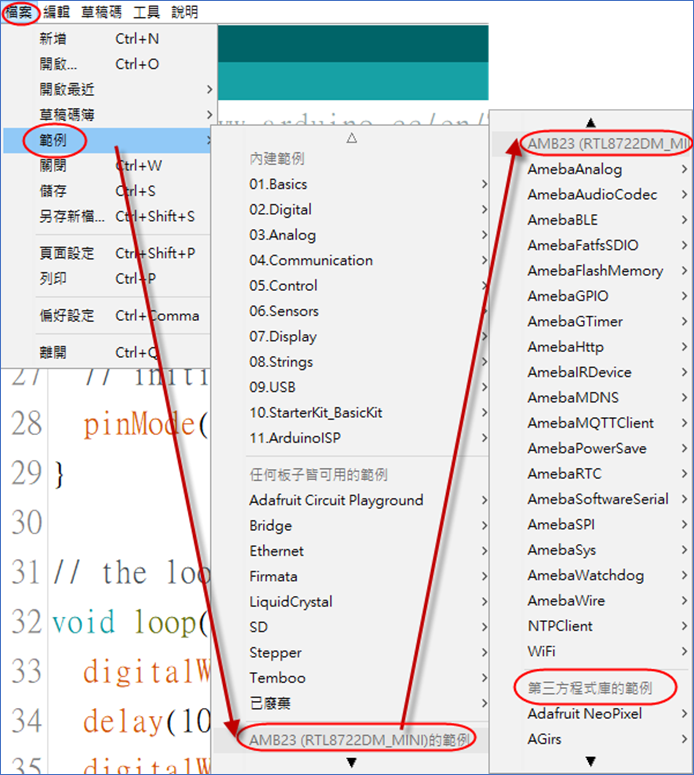 檔案 編輯 草稿碼 工具 說明
新增 Ctrl+N
開啟... Ctrl+O
開啟最近
草稿碼簿
範例
關閉 Ctrl+W
儲存 Ctrl+S
另存新檔... Ctrl+Shift+S
頁面設定 Ctrl+Shift+P
列印 Ctrl+P
偏好設定 Ctrl+Comma
離開 Ctrl+Q
27 // initi
28 pinMode(
29 }
30
31 // the loo
32 void loop(
33 digitalW
34 delay(10
35 digitalW
www.arduino.cc/en/
內建範例
01.Basics
02.Digital
03.Analog
04.Communication
05.Control
06.Sensors
07.Display
08.Strings
09.USB
10.StarterKit_BasicKit
11.ArduinoISP
任何板子皆可用的範例
Adafruit Circuit Playground
Bridge
Ethernet
Firmata
LiquidCrystal
SD
Stepper
Temboo
已廢棄
AMB23 (RTL8722DM_MINI)的範例
AMB23 (RTL8722DM_MI
AmebaAnalog
AmebaAudioCodec
AmebaBLE
AmebaFatfsSDIO
AmebaFlashMemory
AmebaGPIO
AmebaGTimer
AmebaHttp
AmebaIRDevice
AmebaMDNS
AmebaMQTTClient
AmebaPowerSave
AmebaRTC
AmebaSoftwareSerial
AmebaSPI
AmebaSys
AmebaWatchdog
AmebaWire
NTPClient
WiFi
第三方程式庫的範例
Adafruit NeoPixel
AGirs